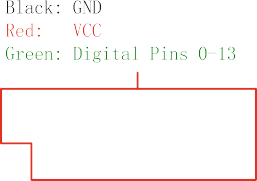 Black: GND
Red: VCC
Green: Digital Pins 0-13